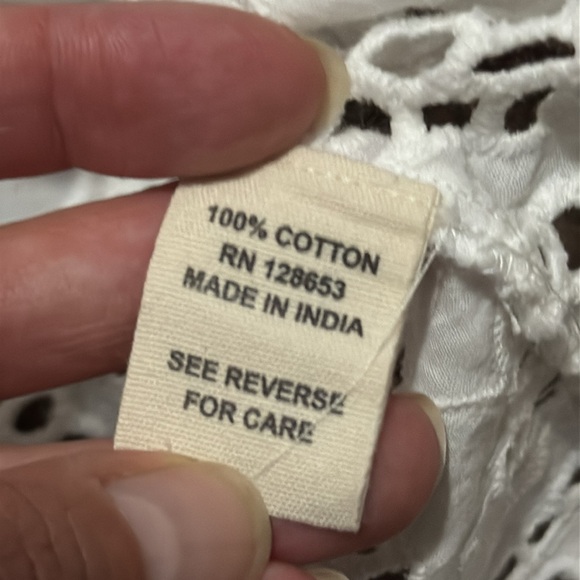 100% COTTON
RN 128653
MADE IN INDIA
SEE REVERSE
FOR CARE